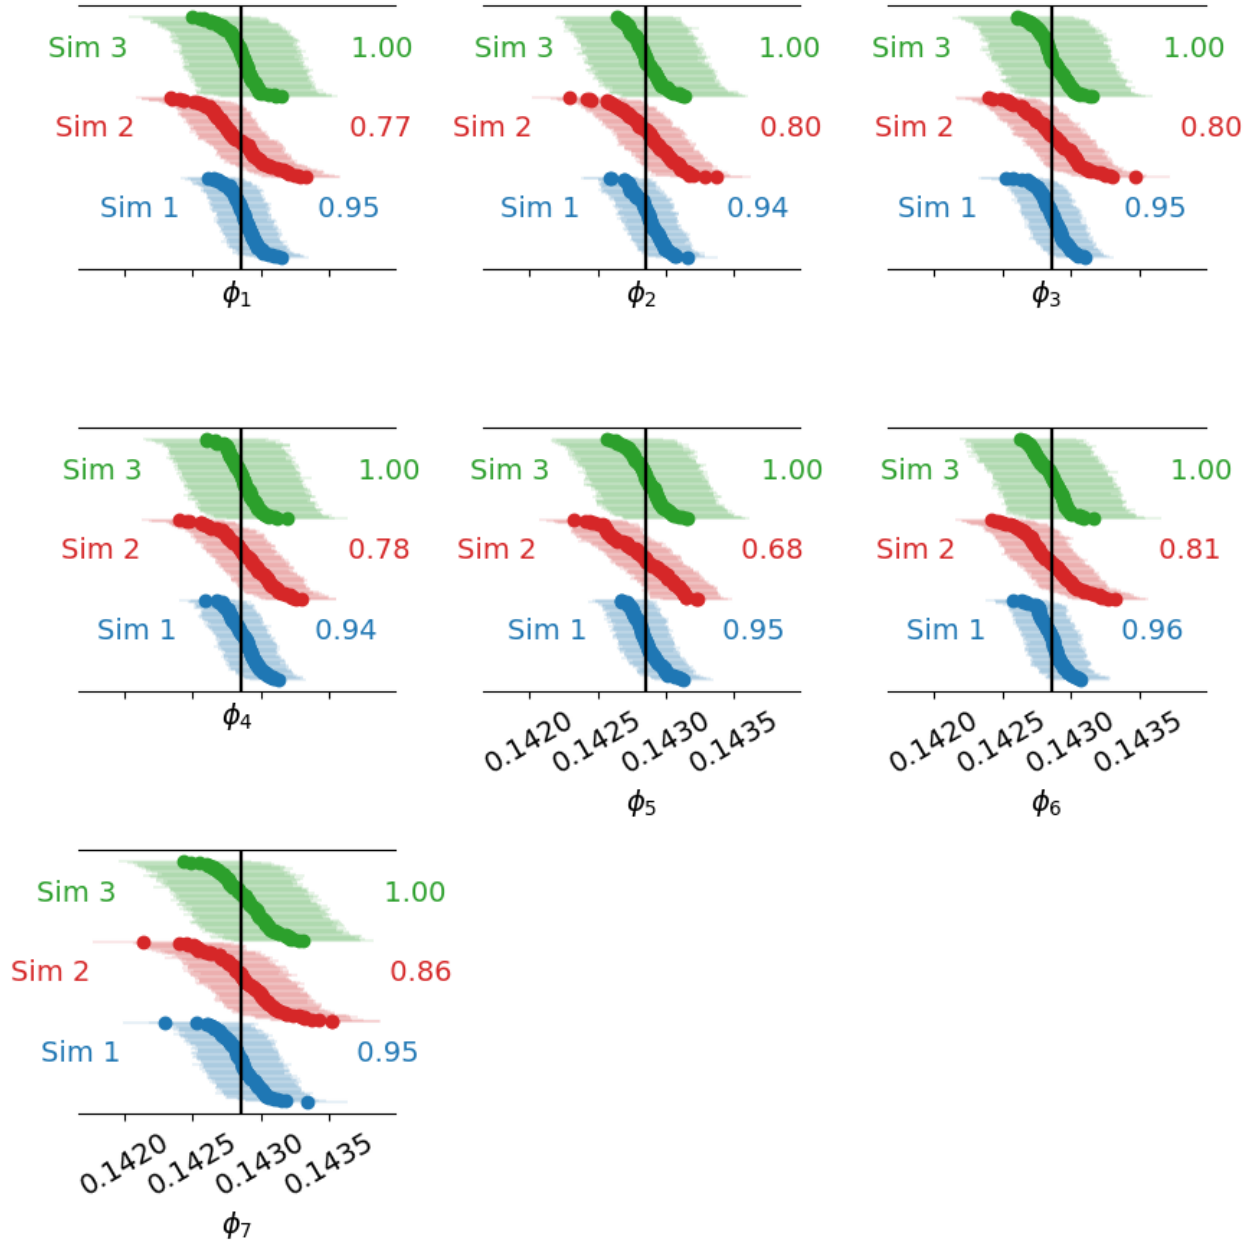 Sim 3 1.00 Sim 3 1.00 Sim 3 1.00
Sim 2 0.77 Sim 2 0.80 Sim 2 0.80
Sim 1 0.95 Sim 1 0.94 Sim 1 0.95
ϕ1 ϕ2 ϕ3
Sim 3 1.00 Sim 3 1.00 Sim 3 1.00
Sim 2 0.78 Sim 2 0.68 Sim 2 0.81
Sim 1 0.94 Sim 1 0.95 Sim 1 0.96
ϕ4
0.1420 0.1425 0.1430 0.1435 0.1420 0.1425 0.1430 0.1435
ϕ5 ϕ6
Sim 3 1.00
Sim 2 0.86
Sim 1 0.95
0.1420 0.1425 0.1430 0.1435
ϕ7